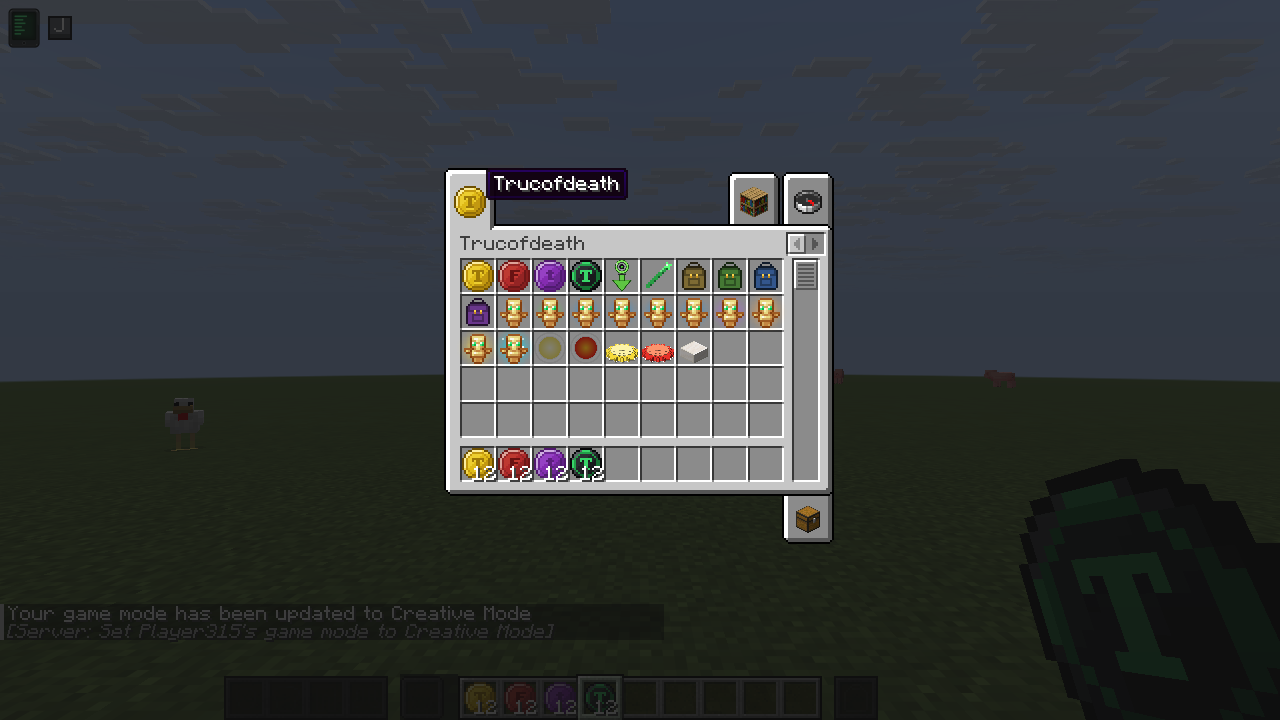 J
Trucofdeath
T
Trucofdeath
T F t T
12 12 12 12
Your game mode has been updated to Creative Mode
[Server: Set Player315's game mode to Creative Mode]
T
12 12 12 12